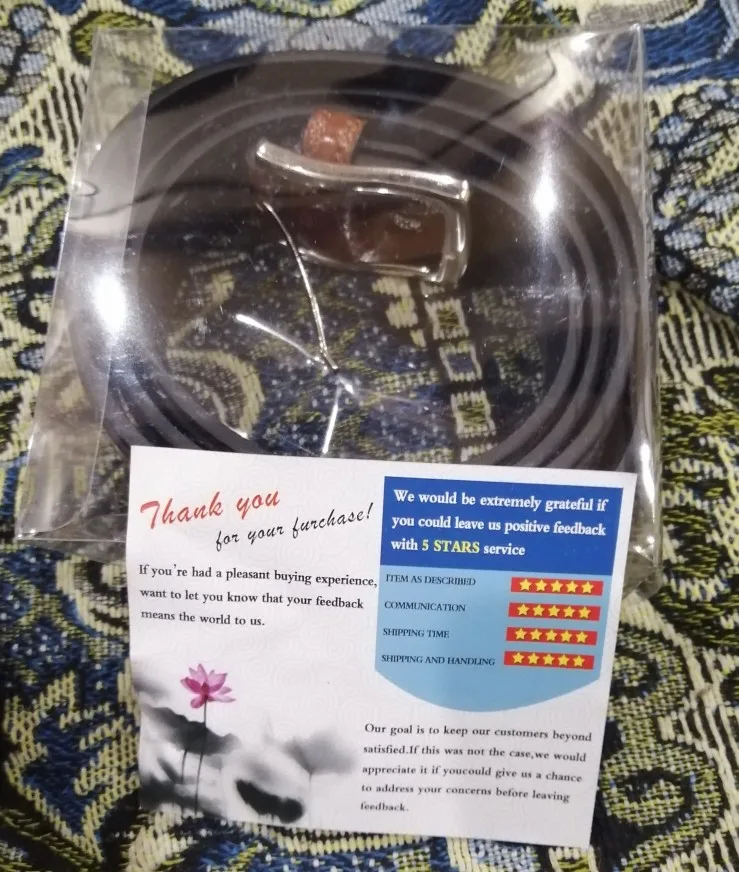 Thank you
for your furchase!
If you're had a pleasant buying experience,
want to let you know that your feedback
means the world to us.
We would be extremely grateful if
you could leave us positive feedback
with 5 STARS service
ITEM AS DESCRIBED
COMMUNICATION
SHIPPING TIME
SHIPPING AND HANDLING
Our goal is to keep our customers beyond
satisfied.If this was not the case,we would
appreciate it if youcould give us a chance
to address your concerns before leaving
feedback.